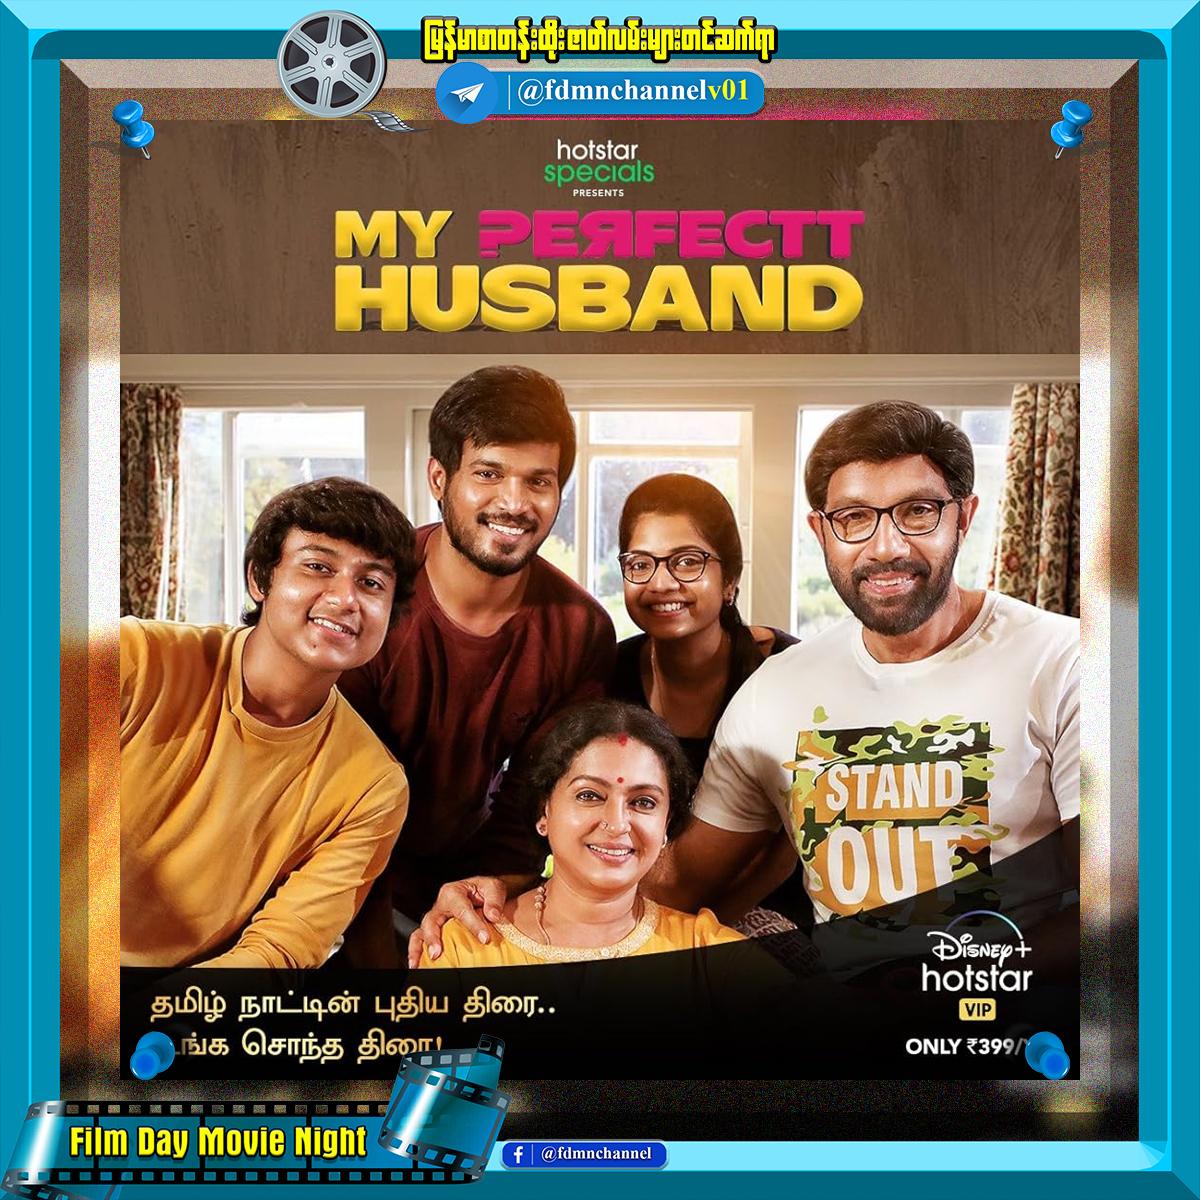 မြန်မာစာတန်းထိုး ဇာတ်လမ်းများတင်ဆက်ရာ
@fdmnchannelv01
hotstar
specials
PRESENTS
MY PERFECTT
HUSBAND
STAND
OUT
DISNEY+
hotstar
VIP
தமிழ் நாட்டின் புதிய திரை..
ONLY ₹399/
சொந்த திரை!
Film Day Movie Night
f @fdmnchannel